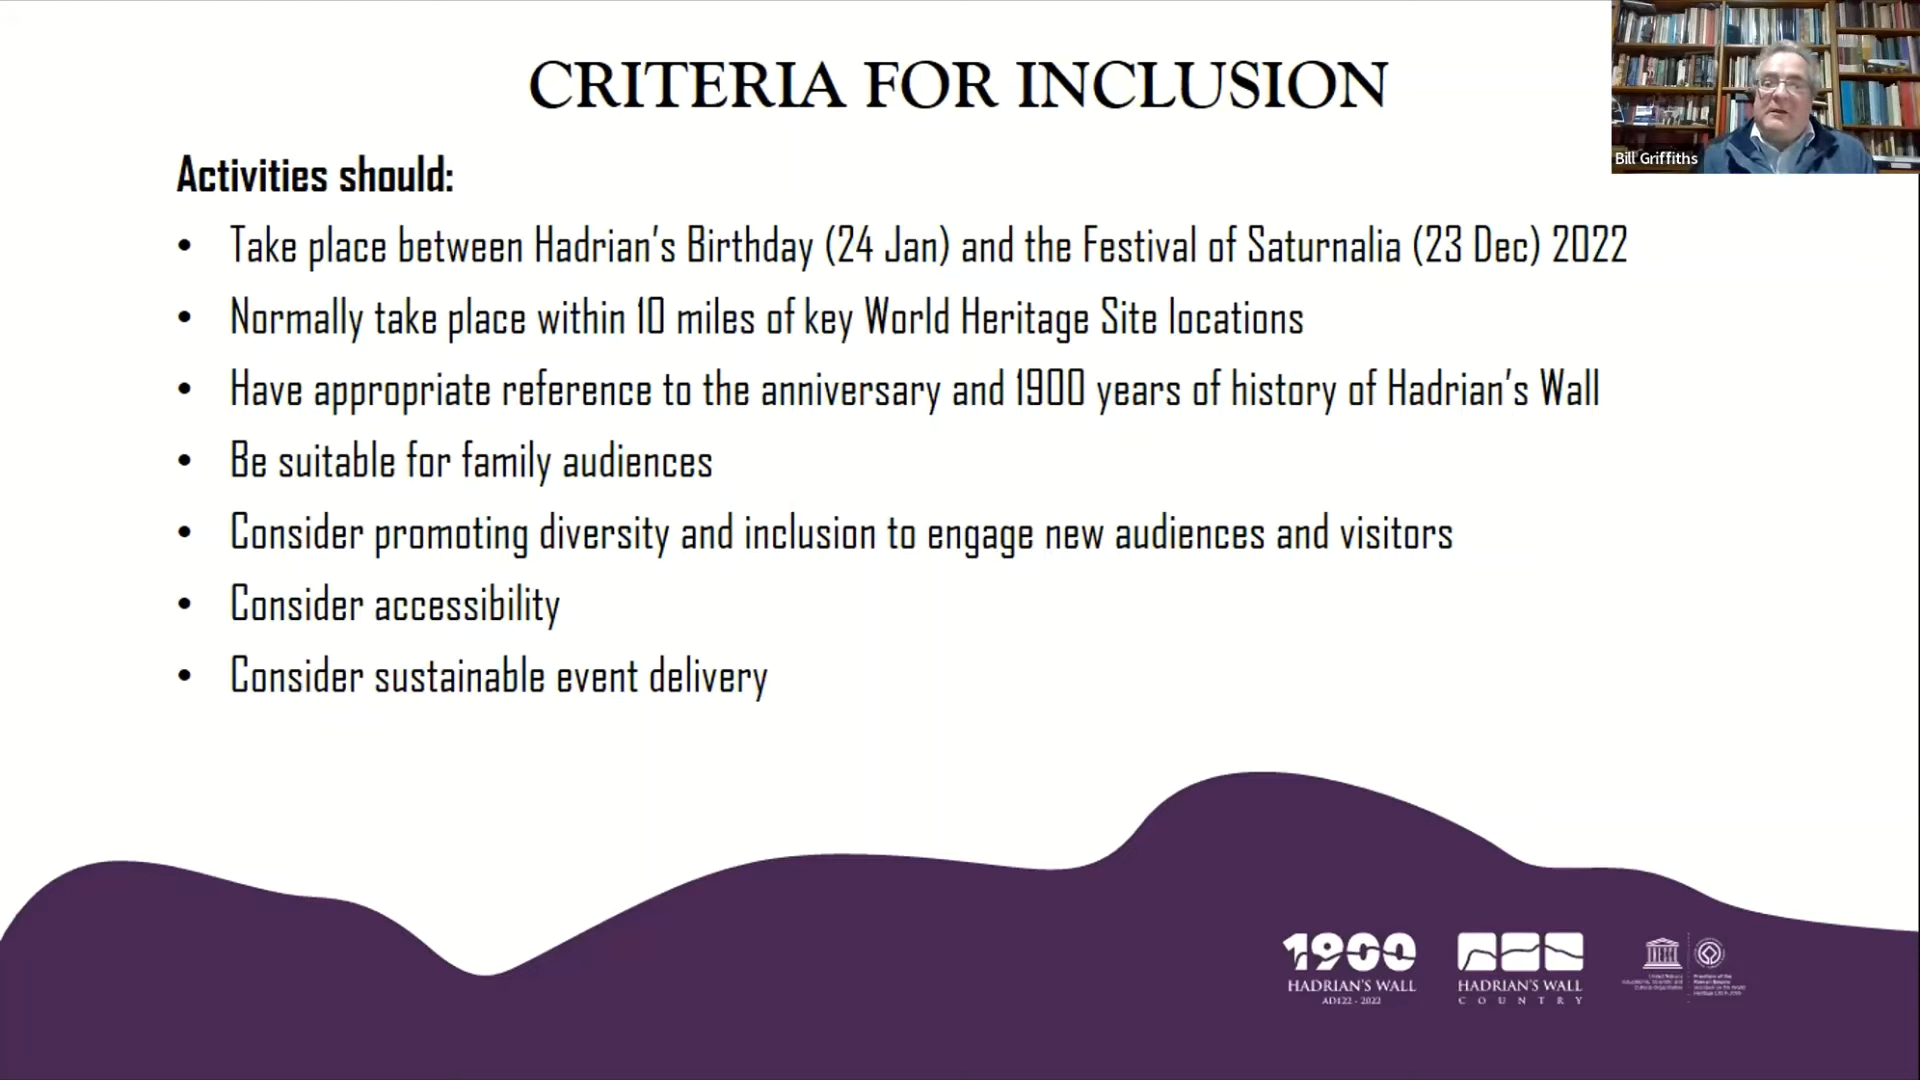 CRITERIA FOR INCLUSION
Bill Griffiths
Activities should:
• Take place between Hadrian's Birthday (24 Jan) and the Festival of Saturnalia (23 Dec) 2022
• Normally take place within 10 miles of key World Heritage Site locations
• Have appropriate reference to the anniversary and 1900 years of history of Hadrian's Wall
• Be suitable for family audiences
• Consider promoting diversity and inclusion to engage new audiences and visitors
• Consider accessibility
• Consider sustainable event delivery
1900
HADRIAN'S WALL
AD122 - 2022
HADRIAN'S WALL
COUNTRY